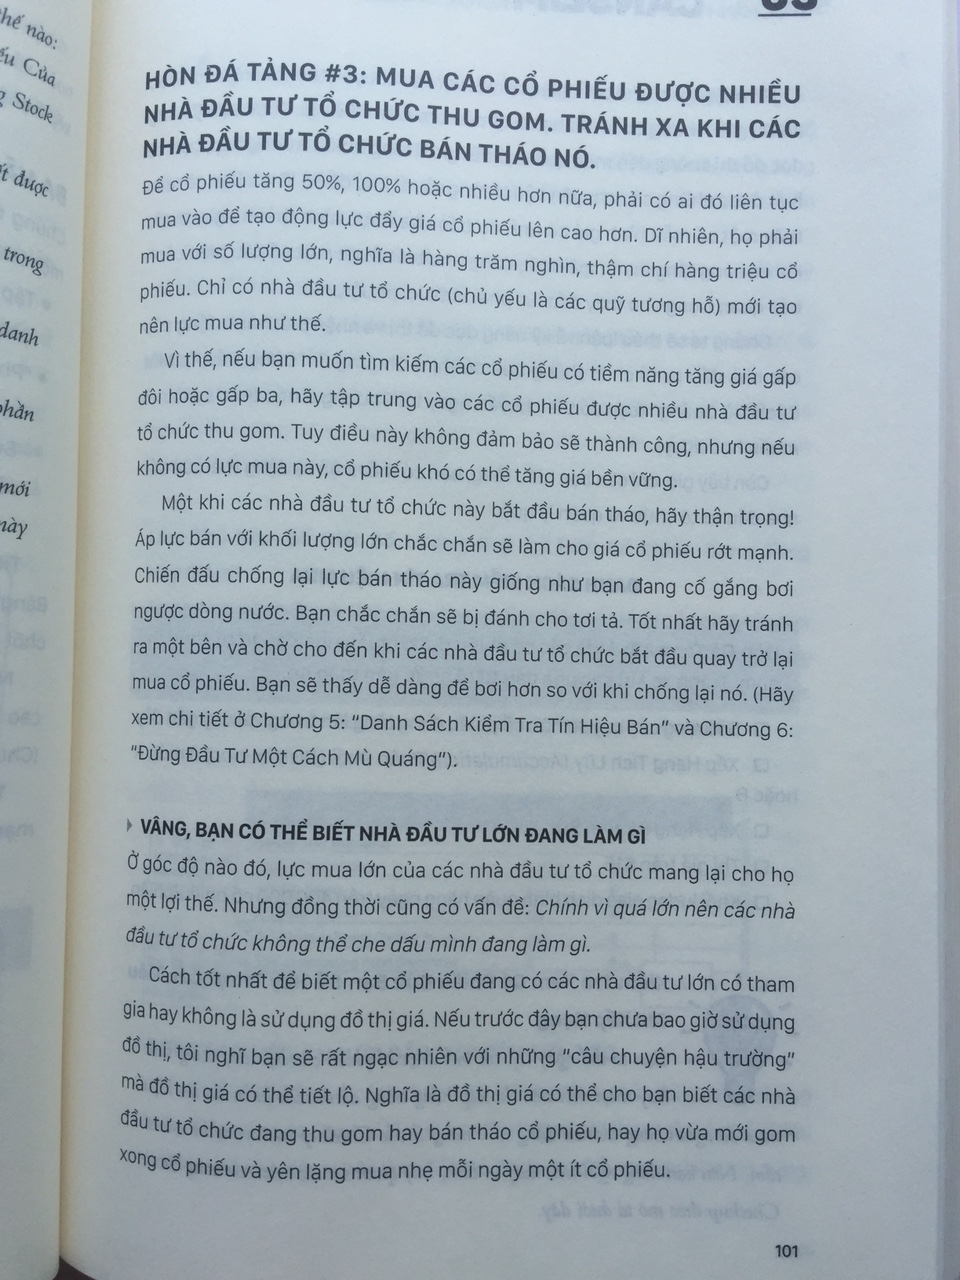 thế nào:
Của
Stock
được
trong
danh
phần
mới
này
HÒN ĐÁ TẢNG #3: MUA CÁC CỔ PHIẾU ĐƯỢC NHIỀU
NHÀ ĐẦU TƯ TỔ CHỨC THU GOM. TRÁNH XA KHI CÁC
NHÀ ĐẦU TƯ TỔ CHỨC BÁN THÁO NÓ.
Để cổ phiếu tăng 50%, 100% hoặc nhiều hơn nữa, phải có ai đó liên tục
mua vào để tạo động lực đẩy giá cổ phiếu lên cao hơn. Dĩ nhiên, họ phải
mua với số lượng lớn, nghĩa là hàng trăm nghìn, thậm chí hàng triệu cổ
phiếu. Chỉ có nhà đầu tư tổ chức (chủ yếu là các quỹ tương hỗ) mới tạo
nên lực mua như thế.
Vì thế, nếu bạn muốn tìm kiếm các cổ phiếu có tiềm năng tăng giá gấp
đôi hoặc gấp ba, hãy tập trung vào các cổ phiếu được nhiều nhà đầu tư
tổ chức thu gom. Tuy điều này không đảm bảo sẽ thành công, nhưng nếu
không có lực mua này, cổ phiếu khó có thể tăng giá bền vững.
Một khi các nhà đầu tư tổ chức này bắt đầu bán tháo, hãy thận trọng!
Áp lực bán với khối lượng lớn chắc chắn sẽ làm cho giá cổ phiếu rớt mạnh.
Chiến đấu chống lại lực bán tháo này giống như bạn đang cố gắng bơi
ngược dòng nước. Bạn chắc chắn sẽ bị đánh cho tơi tả. Tốt nhất hãy tránh
ra một bên và chờ cho đến khi các nhà đầu tư tổ chức bắt đầu quay trở lại
mua cổ phiếu. Bạn sẽ thấy dễ dàng để bơi hơn so với khi chống lại nó. (Hãy
xem chi tiết ở Chương 5: “Danh Sách Kiểm Tra Tín Hiệu Bán” và Chương 6:
“Đừng Đầu Tư Một Cách Mù Quáng”).
VÂNG, BẠN CÓ THỂ BIẾT NHÀ ĐẦU TƯ LỚN ĐANG LÀM GÌ
Ở góc độ nào đó, lực mua lớn của các nhà đầu tư tổ chức mang lại cho họ
một lợi thế. Nhưng đồng thời cũng có vấn đề: Chính vì quá lớn nên các nhà
đầu tư tổ chức không thể che dấu mình đang làm gì.
Cách tốt nhất để biết một cổ phiếu đang có các nhà đầu tư lớn có tham
gia hay không là sử dụng đồ thị giá. Nếu trước đây bạn chưa bao giờ sử dụng
đồ thị, tôi nghĩ bạn sẽ rất ngạc nhiên với những “câu chuyện hậu trường”
mà đồ thị giá có thể tiết lộ. Nghĩa là đồ thị giá có thể cho bạn biết các nhà
đầu tư tổ chức đang thu gom hay bán tháo cổ phiếu, hay họ vừa mới gom
xong cổ phiếu và yên lặng mua nhẹ mỗi ngày một ít cổ phiếu.
101